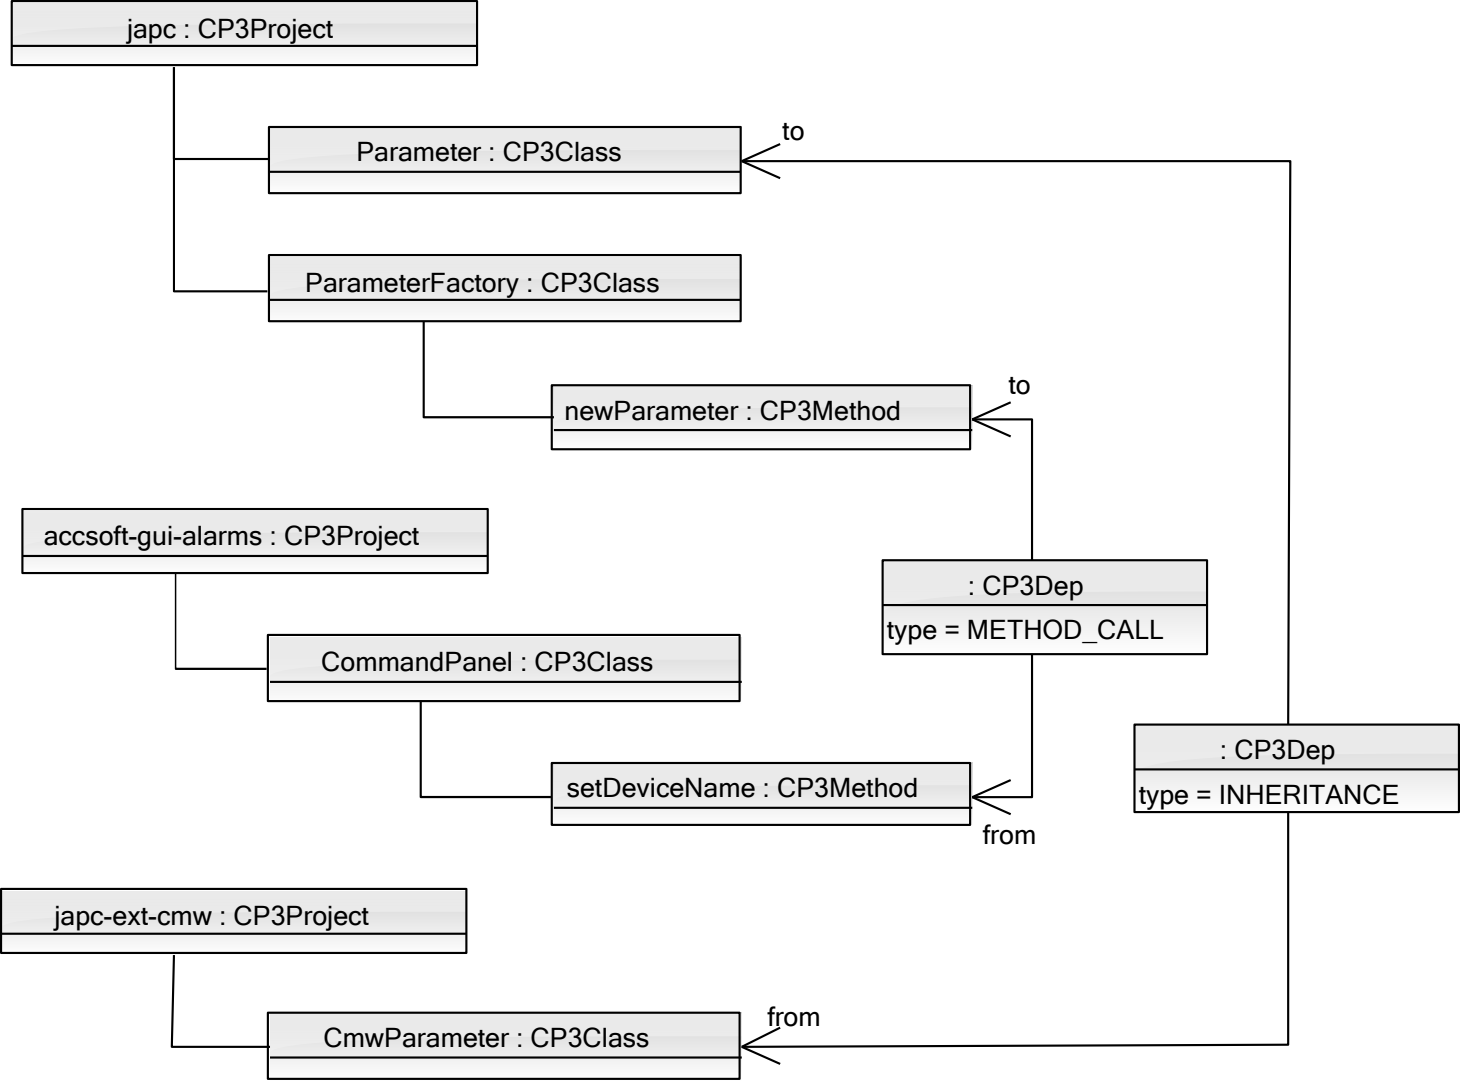 japc : CP3Project
to
Parameter : CP3Class
ParameterFactory : CP3Class
to
newParameter : CP3Method
accsoft-gui-alarms : CP3Project
: CP3Dep
type = METHOD_CALL
CommandPanel : CP3Class
: CP3Dep
type = INHERITANCE
setDeviceName : CP3Method
from
japc-ext-cmw : CP3Project
from
CmwParameter : CP3Class